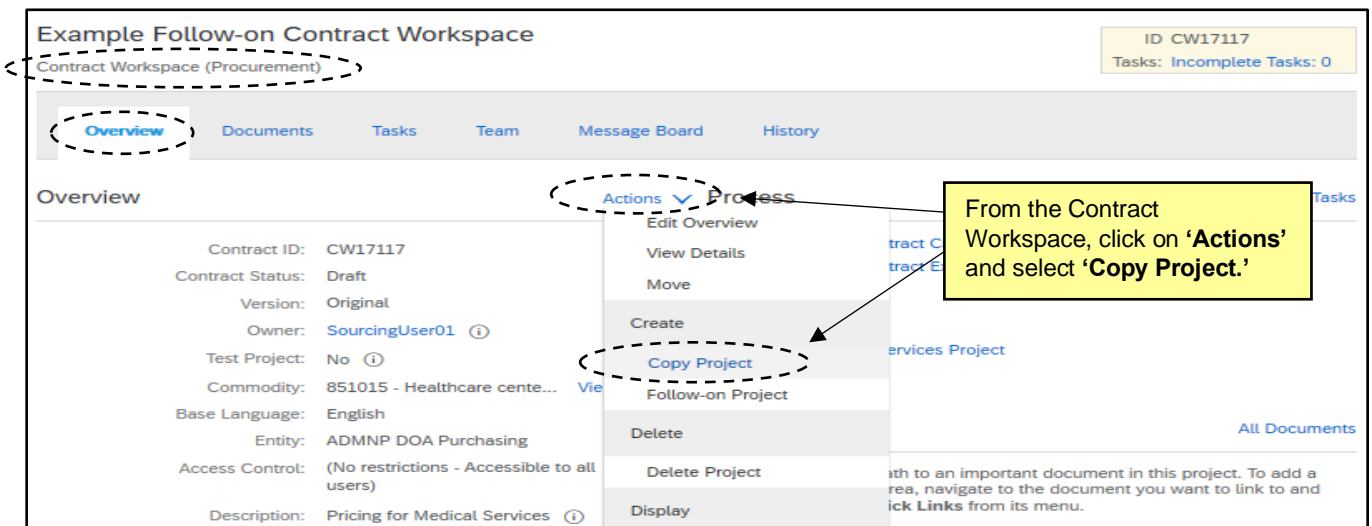 Example Follow-on Contract Workspace
Contract Workspace (Procurement)
ID CW17117
Tasks: Incomplete Tasks: 0
Overview Documents Tasks Team Message Board History
Overview
Actions
Process
Tasks
Edit Overview
View Details
Move
Create
Copy Project
Follow-on Project
Delete
Delete Project
Display
From the Contract
Workspace, click on ‘Actions’
and select ‘Copy Project.’
Contract ID: CW17117
Contract Status: Draft
Version: Original
Owner: SourcingUser01
Test Project: No
Commodity: 851015 - Healthcare cente... Vie
Base Language: English
Entity: ADMNP DOA Purchasing
Access Control: (No restrictions - Accessible to all
users)
Description: Pricing for Medical Services
tract C
tract E
ervices Project
All Documents
ath to an important document in this project. To add a
rea, navigate to the document you want to link to and
ick Links from its menu.